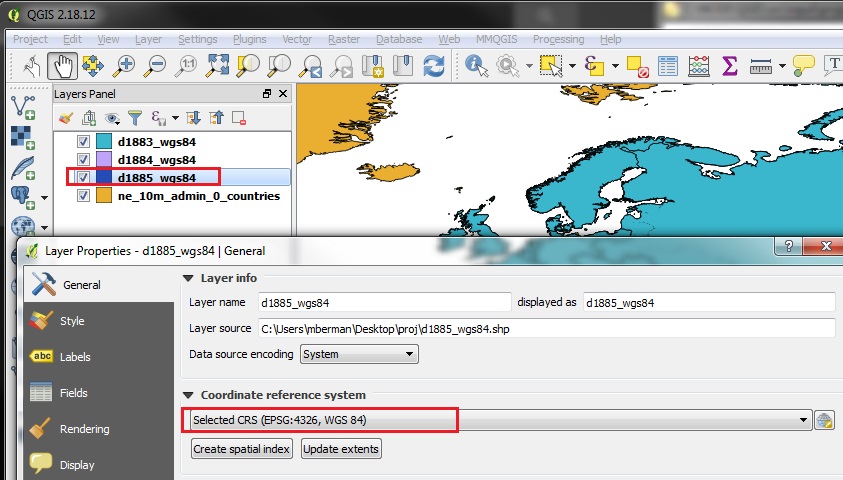 QGIS 2.18.12
Project Edit View Layer Settings Plugins Vector Raster Database Web MMQGIS Processing Help
1:1
ε
T
Layers Panel
ε
d1883_wgs84
d1884_wgs84
d1885_wgs84
ne_10m_admin_0_countries
Layer Properties - d1885_wgs84 | General
?
General
Style
abc Labels
Fields
Rendering
Display
Layer info
Layer name d1885_wgs84 displayed as d1885_wgs84
Layer source C:\Users\mberman\Desktop\proj\d1885_wgs84.shp
Data source encoding System
Coordinate reference system
Selected CRS (EPSG:4326, WGS 84)
Create spatial index Update extents